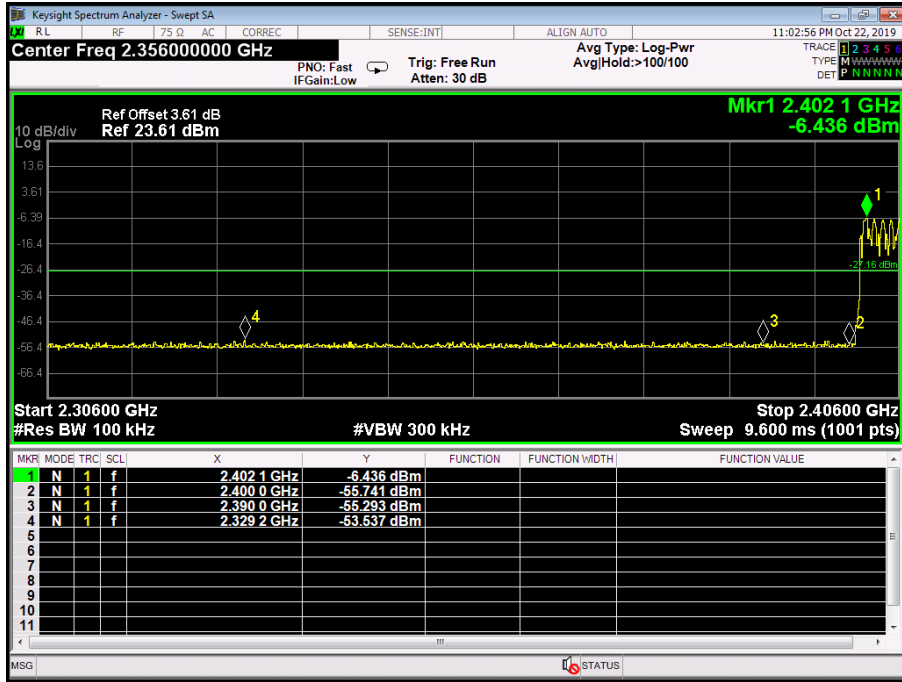 Keysight Spectrum Analyzer - Swept SA
LXI RL RF 75 Ω AC CORREC SENSE:INT ALIGN AUTO 11:02:56 PM Oct 22, 2019
Center Freq 2.356000000 GHz
PNO: Fast
IFGain:Low
Trig: Free Run
Atten: 30 dB
Avg Type: Log-Pwr
Avg|Hold:>100/100
TRACE 1 2 3 4 5 6
TYPE M W W W W W
DET P N N N N N
Ref Offset 3.61 dB
10 dB/div Ref 23.61 dBm
Log
Mkr1 2.402 1 GHz
-6.436 dBm
13.6
3.61
-6.39
-16.4
-26.4
-36.4
-46.4
-56.4
-66.4
1
-27.16 dBm
4
3
2
Start 2.30600 GHz Stop 2.40600 GHz
#Res BW 100 kHz #VBW 300 kHz Sweep 9.600 ms (1001 pts)
MKR MODE TRC SCL X Y FUNCTION FUNCTION WIDTH FUNCTION VALUE
1 N 1 f 2.402 1 GHz -6.436 dBm
2 N 1 f 2.400 0 GHz -55.741 dBm
3 N 1 f 2.390 0 GHz -55.293 dBm
4 N 1 f 2.329 2 GHz -53.537 dBm
5
6
7
8
9
10
11
MSG STATUS